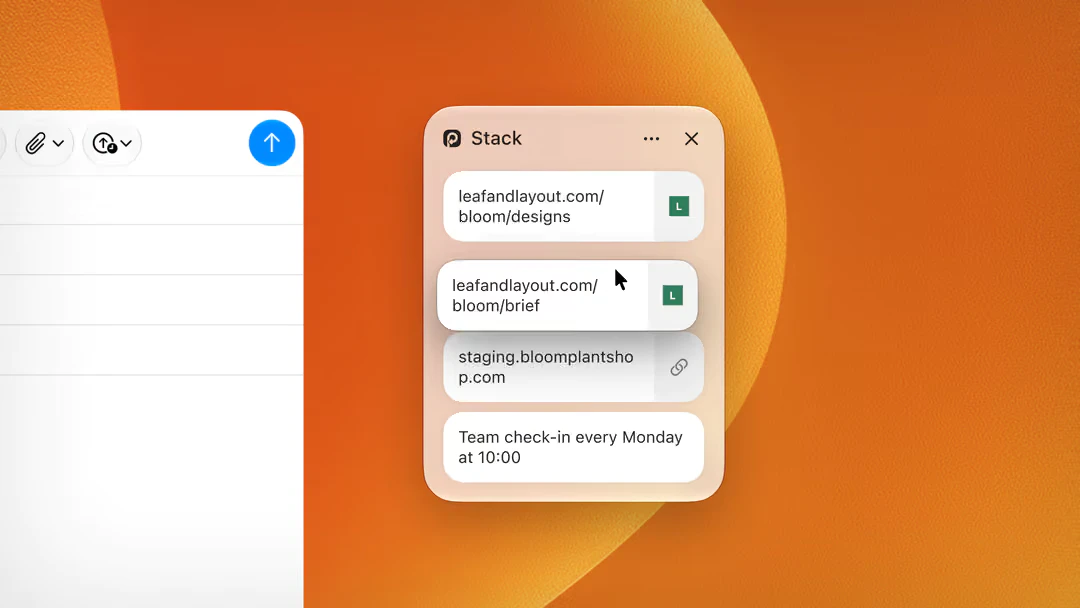 Stack
leafandlayout.com/
bloom/designs
L
leafandlayout.com/
bloom/brief
L
staging.bloomplantsho
p.com
Team check-in every Monday
at 10:00